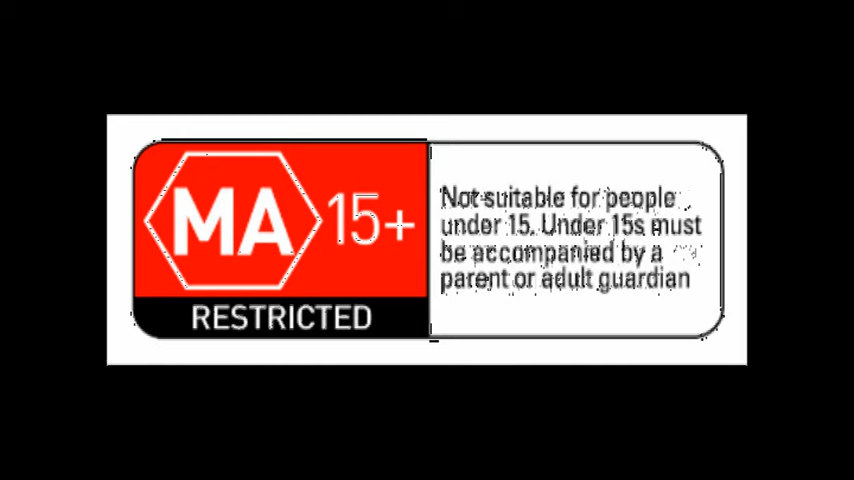 MA 15+
RESTRICTED
Not suitable for people
under 15. Under 15s must
be accompanied by a
parent or adult guardian